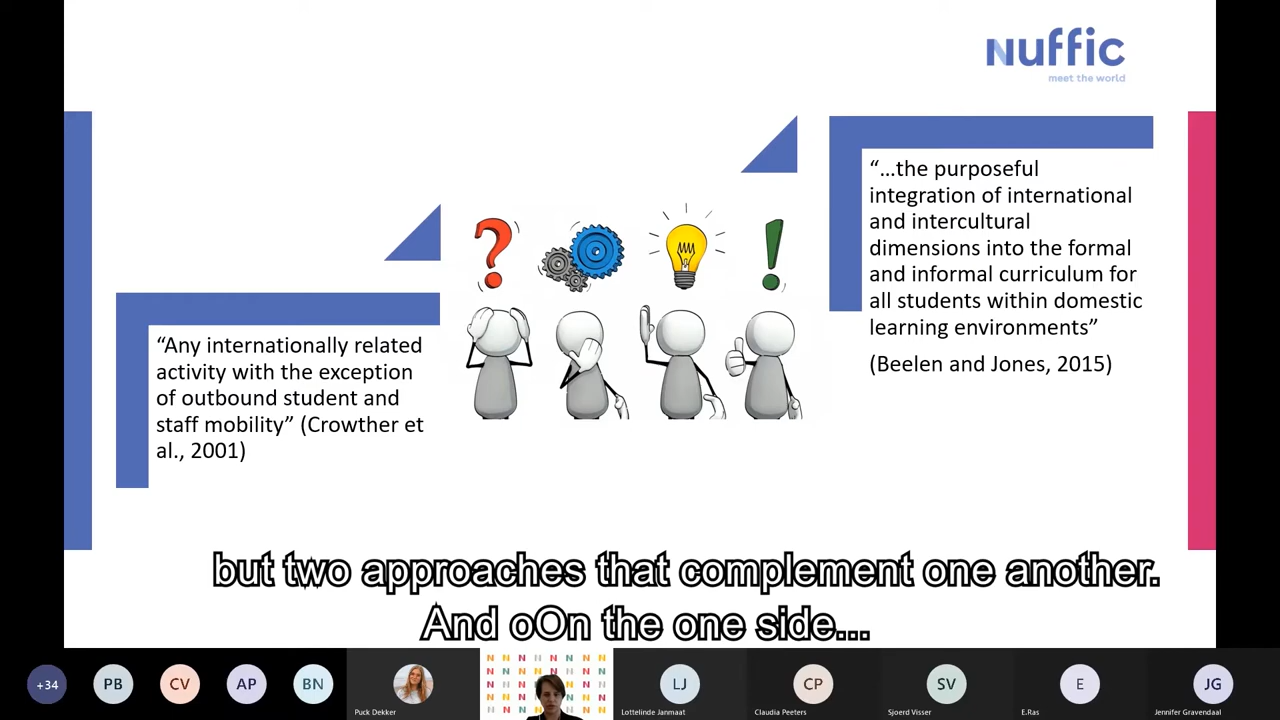 Nuffic
meet the world
“...the purposeful
integration of international
and intercultural
dimensions into the formal
and informal curriculum for
all students within domestic
learning environments”
(Beelen and Jones, 2015)
“Any internationally related
activity with the exception
of outbound student and
staff mobility” (Crowther et
al., 2001)
but two approaches that complement one another.
And oOn the one side...
+34
PB
CV
AP
BN
Puck Dekker
LJ
Lottelinde Janmaat
CP
Claudia Peeters
SV
Sjoerd Visser
E
E.Ras
JG
Jennifer Gravendaal